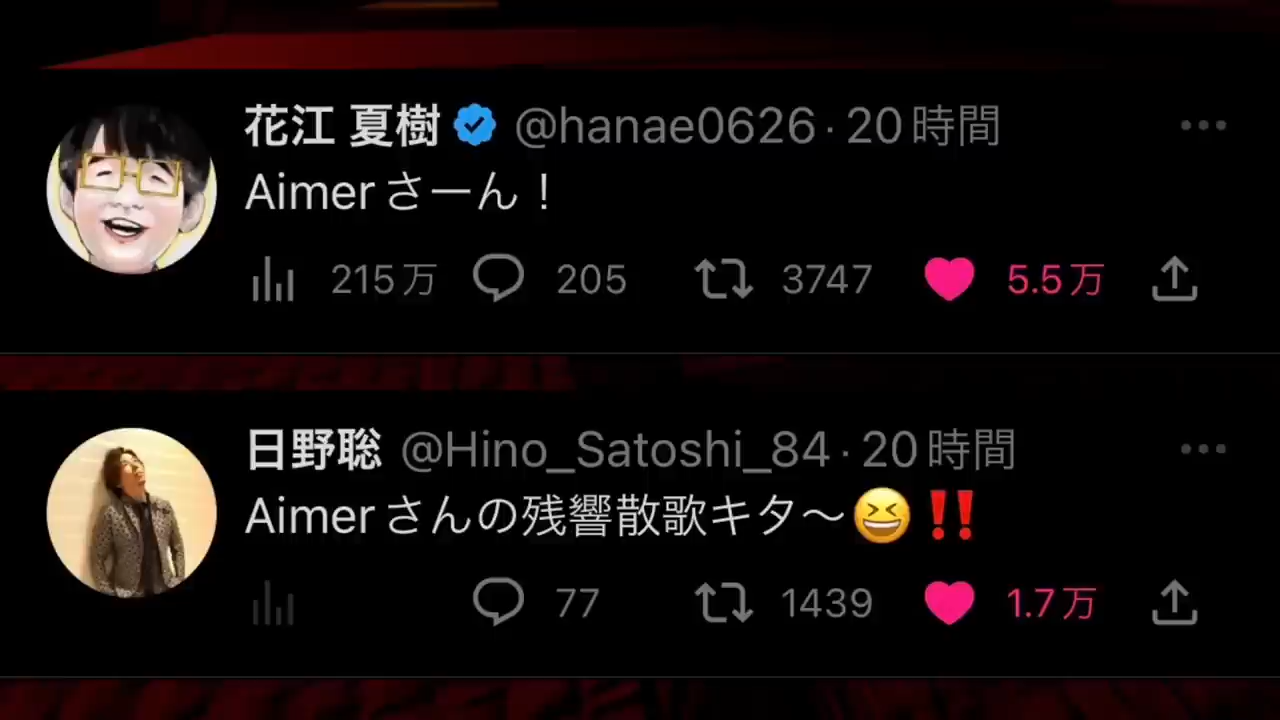 花江 夏樹 @hanae0626·20時間
Aimerさーん！
215万 205 3747 5.5万
日野聡 @Hino_Satoshi_84·20時間
Aimerさんの残響散歌キタ〜😆‼️
77 1439 1.7万